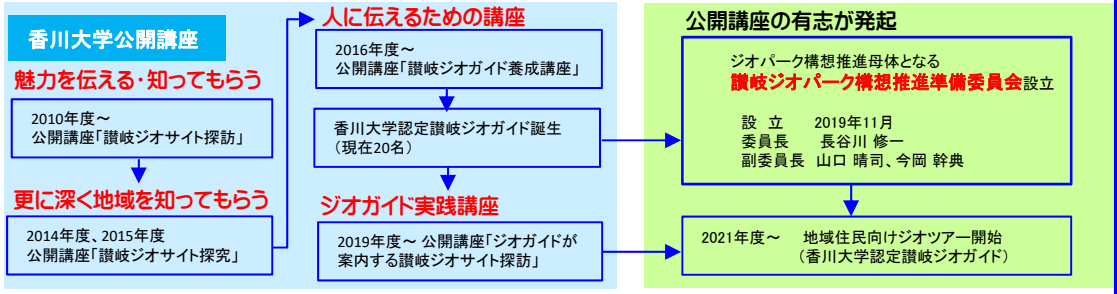 香川大学公開講座
魅力を伝える・知ってもらう
2010年度～
公開講座「讃岐ジオサイト探訪」
更に深く地域を知ってもらう
2014年度、2015年度
公開講座「讃岐ジオサイト探究」
人に伝えるための講座
2016年度～
公開講座「讃岐ジオガイド養成講座」
香川大学認定讃岐ジオガイド誕生
（現在20名）
ジオガイド実践講座
2019年度～ 公開講座「ジオガイドが
案内する讃岐ジオサイト探訪」
公開講座の有志が発起
ジオパーク構想推進母体となる
讃岐ジオパーク構想推進準備委員会設立
設 立 2019年11月
委員長 長谷川 修一
副委員長 山口 晴司、今岡 幹典
2021年度～ 地域住民向けジオツアー開始
（香川大学認定讃岐ジオガイド）